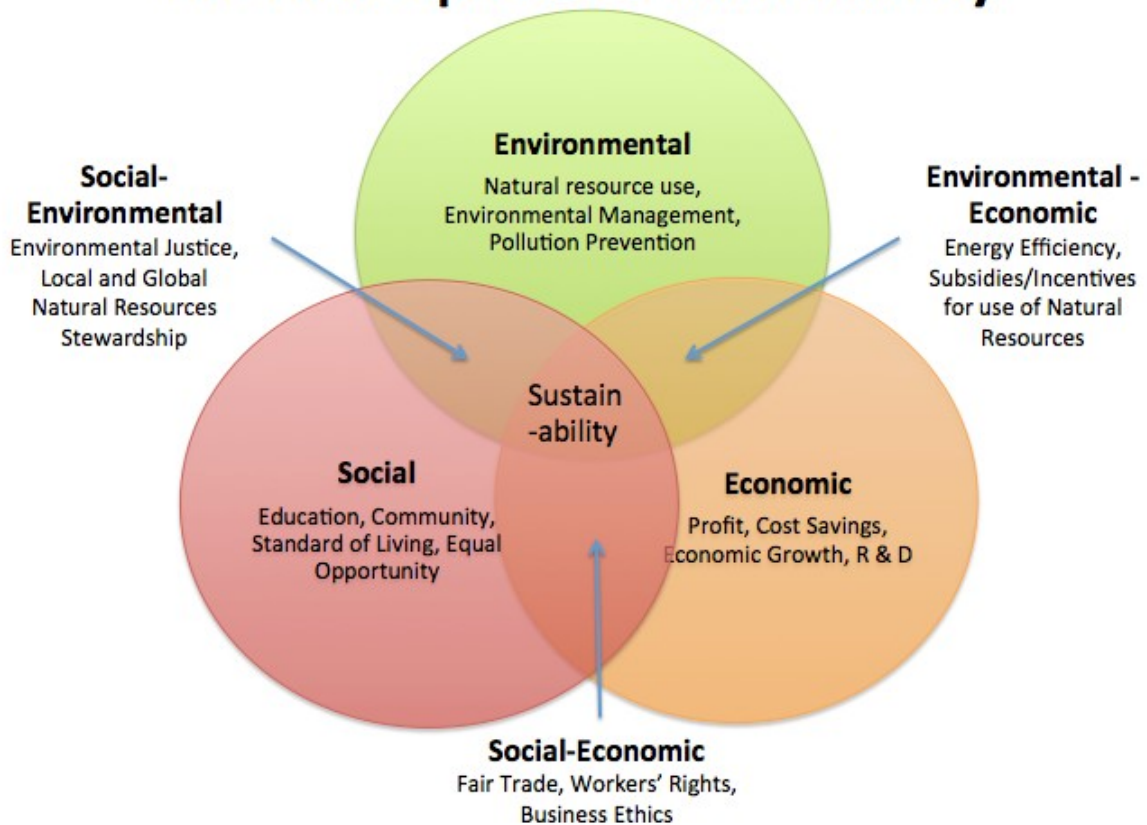 Environmental
Natural resource use,
Environmental Management,
Pollution Prevention
Social-
Environmental
Environmental Justice,
Local and Global
Natural Resources
Stewardship
Environmental -
Economic
Energy Efficiency,
Subsidies/Incentives
for use of Natural
Resources
Sustain
-ability
Social
Education, Community,
Standard of Living, Equal
Opportunity
Economic
Profit, Cost Savings,
Economic Growth, R & D
Social-Economic
Fair Trade, Workers’ Rights,
Business Ethics